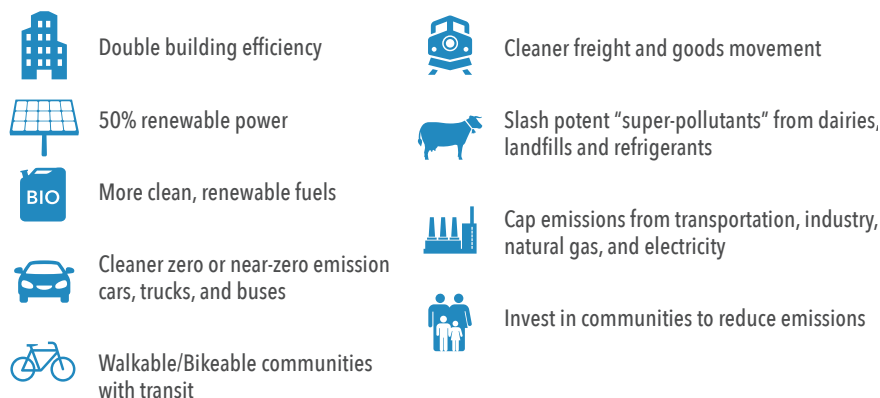 Double building efficiency
50% renewable power
BIO
More clean, renewable fuels
Cleaner zero or near-zero emission
cars, trucks, and buses
Walkable/Bikeable communities
with transit
Cleaner freight and goods movement
Slash potent “super-pollutants“ from dairies,
landfills and refrigerants
Cap emissions from transportation, industry,
natural gas, and electricity
Invest in communities to reduce emissions